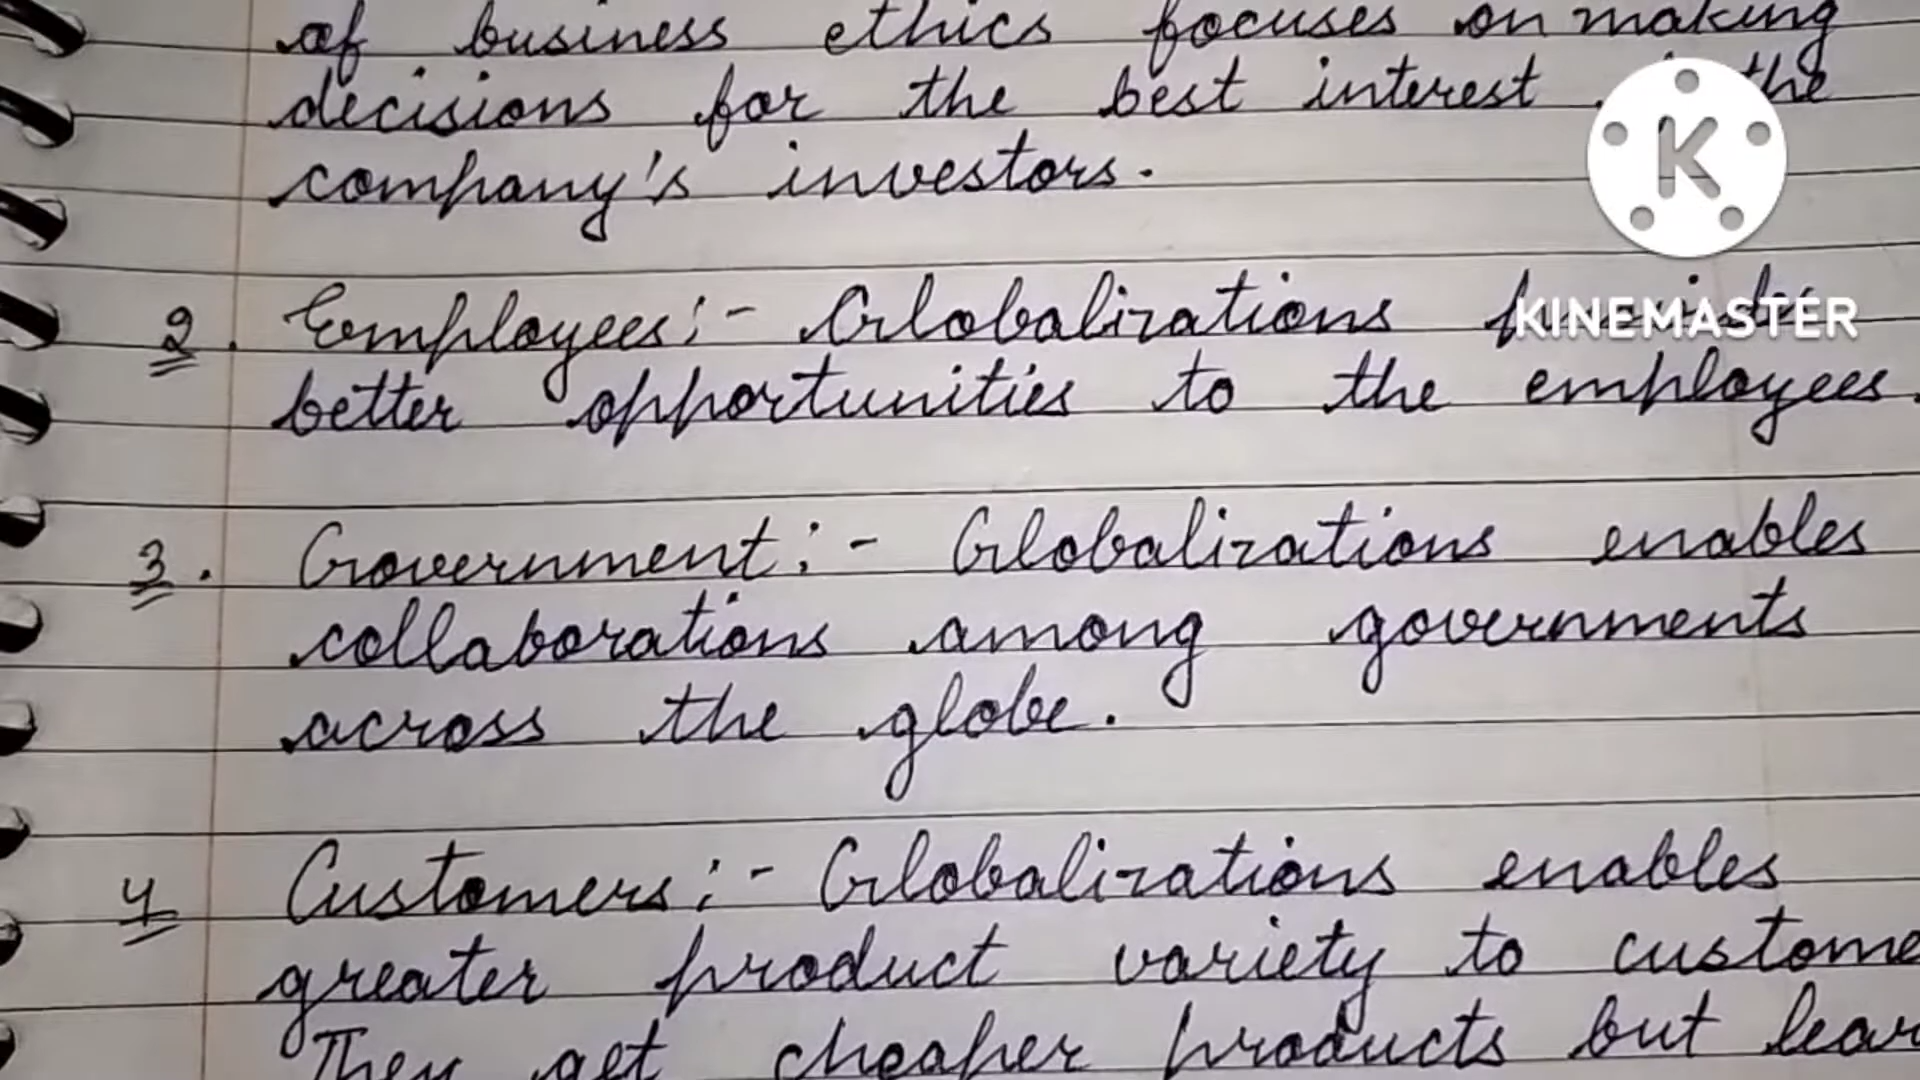 of business ethics focuses on making
decisions for the best interest the
company's investors.
2. Employees:- Globalizations
better opportunities to the employees.
3. Government:- Globalizations enables
collaborations among governments
across the globe.
4 Customers:- Globalizations enables
greater product variety to custome
They get cheaper products but
K
KINEMASTER